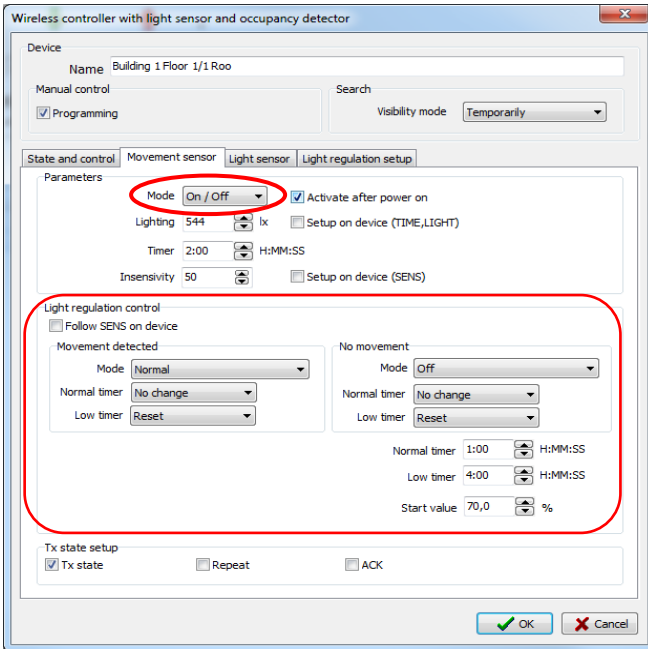 Wireless controller with light sensor and occupancy detector
Device
Name Building 1 Floor 1/1 Roo
Manual control Search
Programming Visibility mode Temporarily
State and control Movement sensor Light sensor Light regulation setup
Parameters
Mode On / Off Activate after power on
Lighting 544 lx Setup on device (TIME,LIGHT)
Timer 2:00 H:MM:SS
Insensivity 50 Setup on device (SENS)
Light regulation control
Follow SENS on device
Movement detected No movement
Mode Normal Mode Off
Normal timer No change Normal timer No change
Low timer Reset Low timer Reset
Normal timer 1:00 H:MM:SS
Low timer 4:00 H:MM:SS
Start value 70,0 %
Tx state setup
Tx state Repeat ACK
OK Cancel